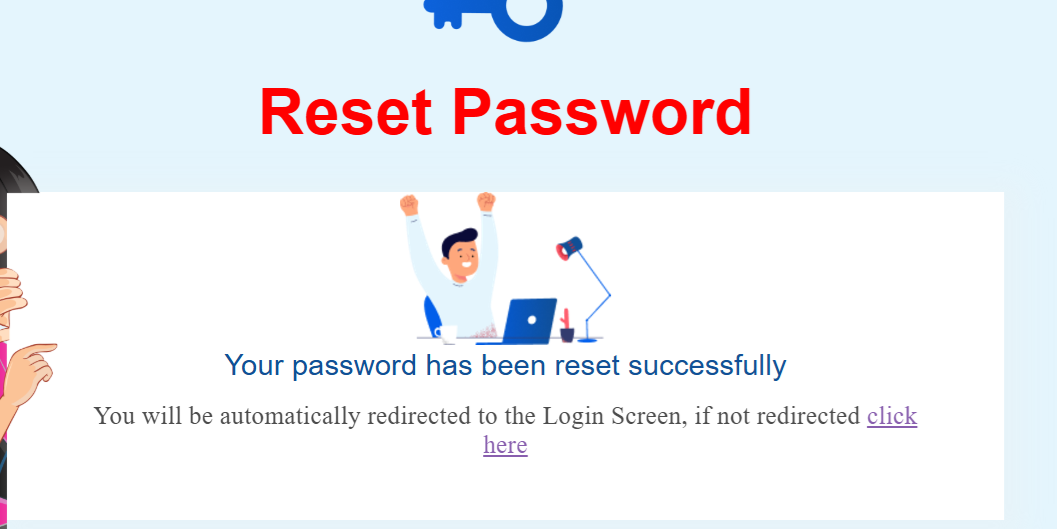 Reset Password
Your password has been reset successfully
You will be automatically redirected to the Login Screen, if not redirected click
here